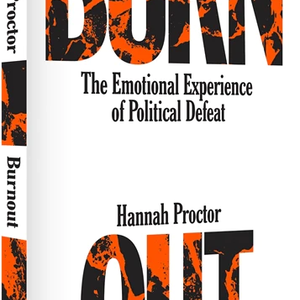 BURN
The Emotional Experience
of Political Defeat
Hannah Proctor
OUT
Proctor
Burnout